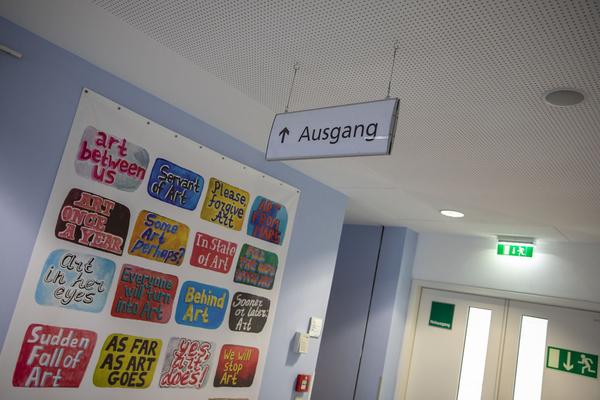 Ausgang
art
between
us
Servant
of Art
Please,
forgive
Art
ART
ONCE
A YEAR
Some
Art
Perhaps?
In State
of Art
Art in
her
eyes
Everyone
will turn
into Art
Behind
Art
Sooner
or later:
Art
Sudden
Fall of
Art
AS FAR
AS ART
GOES
Yes,
it Art
does!
We will
stop
Art